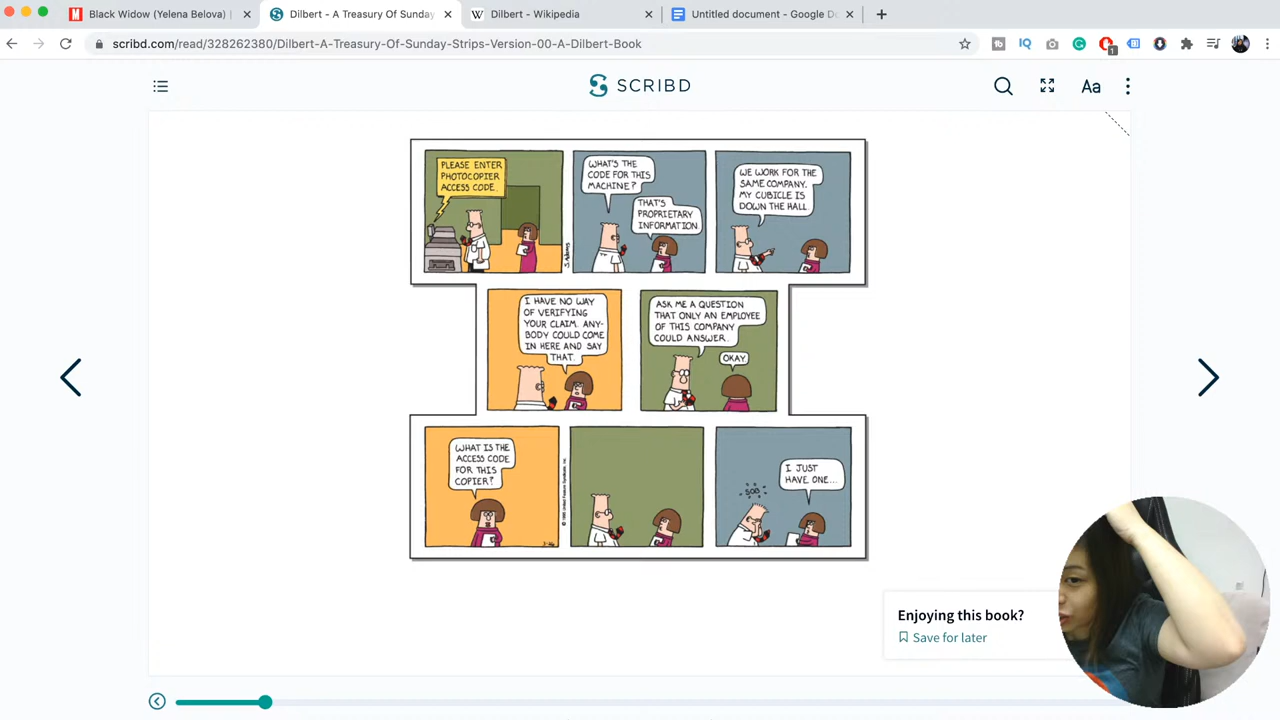 Black Widow (Yelena Belova) |
Dilbert - A Treasury Of Sunday
Dilbert - Wikipedia
Untitled document - Google Do
scribd.com/read/328262380/Dilbert-A-Treasury-Of-Sunday-Strips-Version-00-A-Dilbert-Book
SCRIBD
Aa
PLEASE ENTER
PHOTOCOPIER
ACCESS CODE.
WHAT'S THE
CODE FOR THIS
MACHINE?
THAT'S
PROPRIETARY
INFORMATION.
S. Adams
WE WORK FOR THE
SAME COMPANY.
MY CUBICLE IS
DOWN THE HALL.
I HAVE NO WAY
OF VERIFYING
YOUR CLAIM. ANY-
BODY COULD COME
IN HERE AND SAY
THAT.
ASK ME A QUESTION
THAT ONLY AN EMPLOYEE
OF THIS COMPANY
COULD ANSWER.
OKAY.
WHAT IS THE
ACCESS CODE
FOR THIS
COPIER?
SOB
I JUST
HAVE ONE...
Enjoying this book?
Save for later